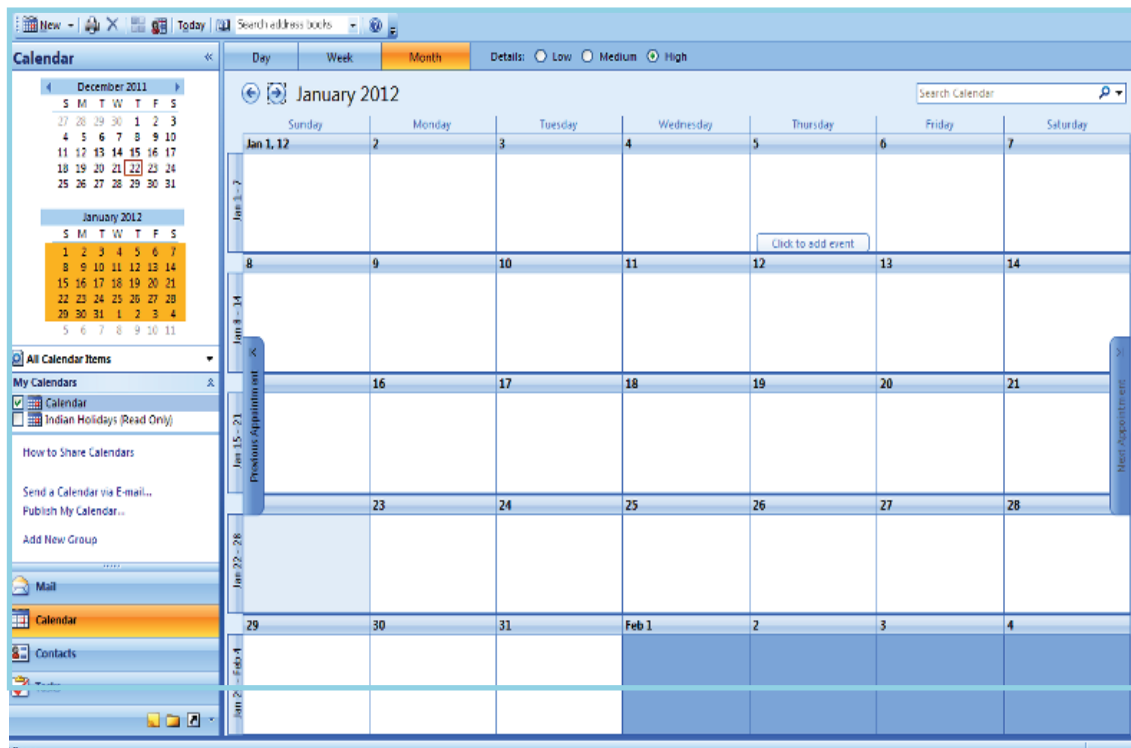 New Today Search address books
Calendar «
December 2011
S M T W T F S
27 28 29 30 1 2 3
4 5 6 7 8 9 10
11 12 13 14 15 16 17
18 19 20 21 22 23 24
25 26 27 28 29 30 31
January 2012
S M T W T F S
1 2 3 4 5 6 7
8 9 10 11 12 13 14
15 16 17 18 19 20 21
22 23 24 25 26 27 28
29 30 31 1 2 3 4
5 6 7 8 9 10 11
All Calendar Items
My Calendars
Calendar
Indian Holidays (Read Only)
How to Share Calendars
Send a Calendar via E-mail...
Publish My Calendar...
Add New Group
Mail
Calendar
Contacts
Tasks
Day Week Month Details: Low Medium High
January 2012 Search Calendar
Sunday Monday Tuesday Wednesday Thursday Friday Saturday
Jan 1, 12 2 3 4 5 6 7
Jan 1 - 7
Click to add event
8 9 10 11 12 13 14
Jan 8 - 14
Previous Appointment
Next Appointment
16 17 18 19 20 21
Jan 15 - 21
23 24 25 26 27 28
Jan 22 - 28
29 30 31 Feb 1 2 3 4
Jan 29 - Feb 4